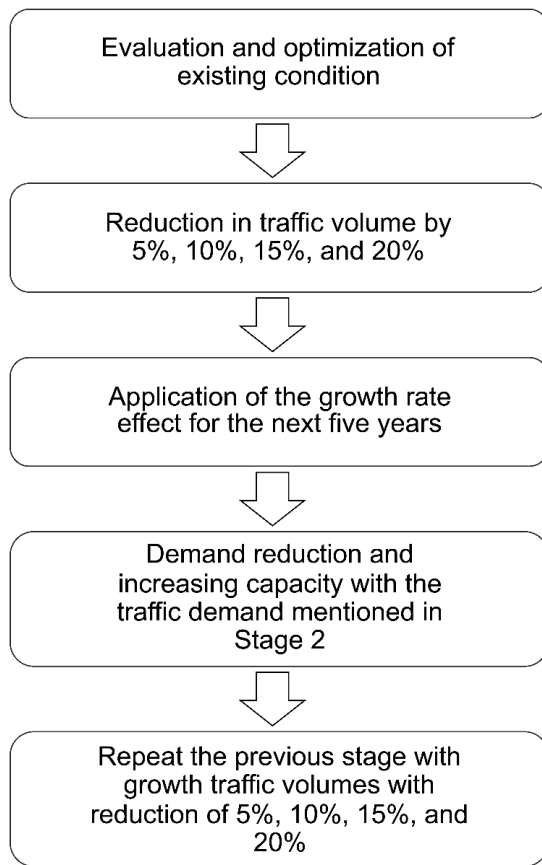 Evaluation and optimization of
existing condition
Reduction in traffic volume by
5%, 10%, 15%, and 20%
Application of the growth rate
effect for the next five years
Demand reduction and
increasing capacity with the
traffic demand mentioned in
Stage 2
Repeat the previous stage with
growth traffic volumes with
reduction of 5%, 10%, 15%, and
20%